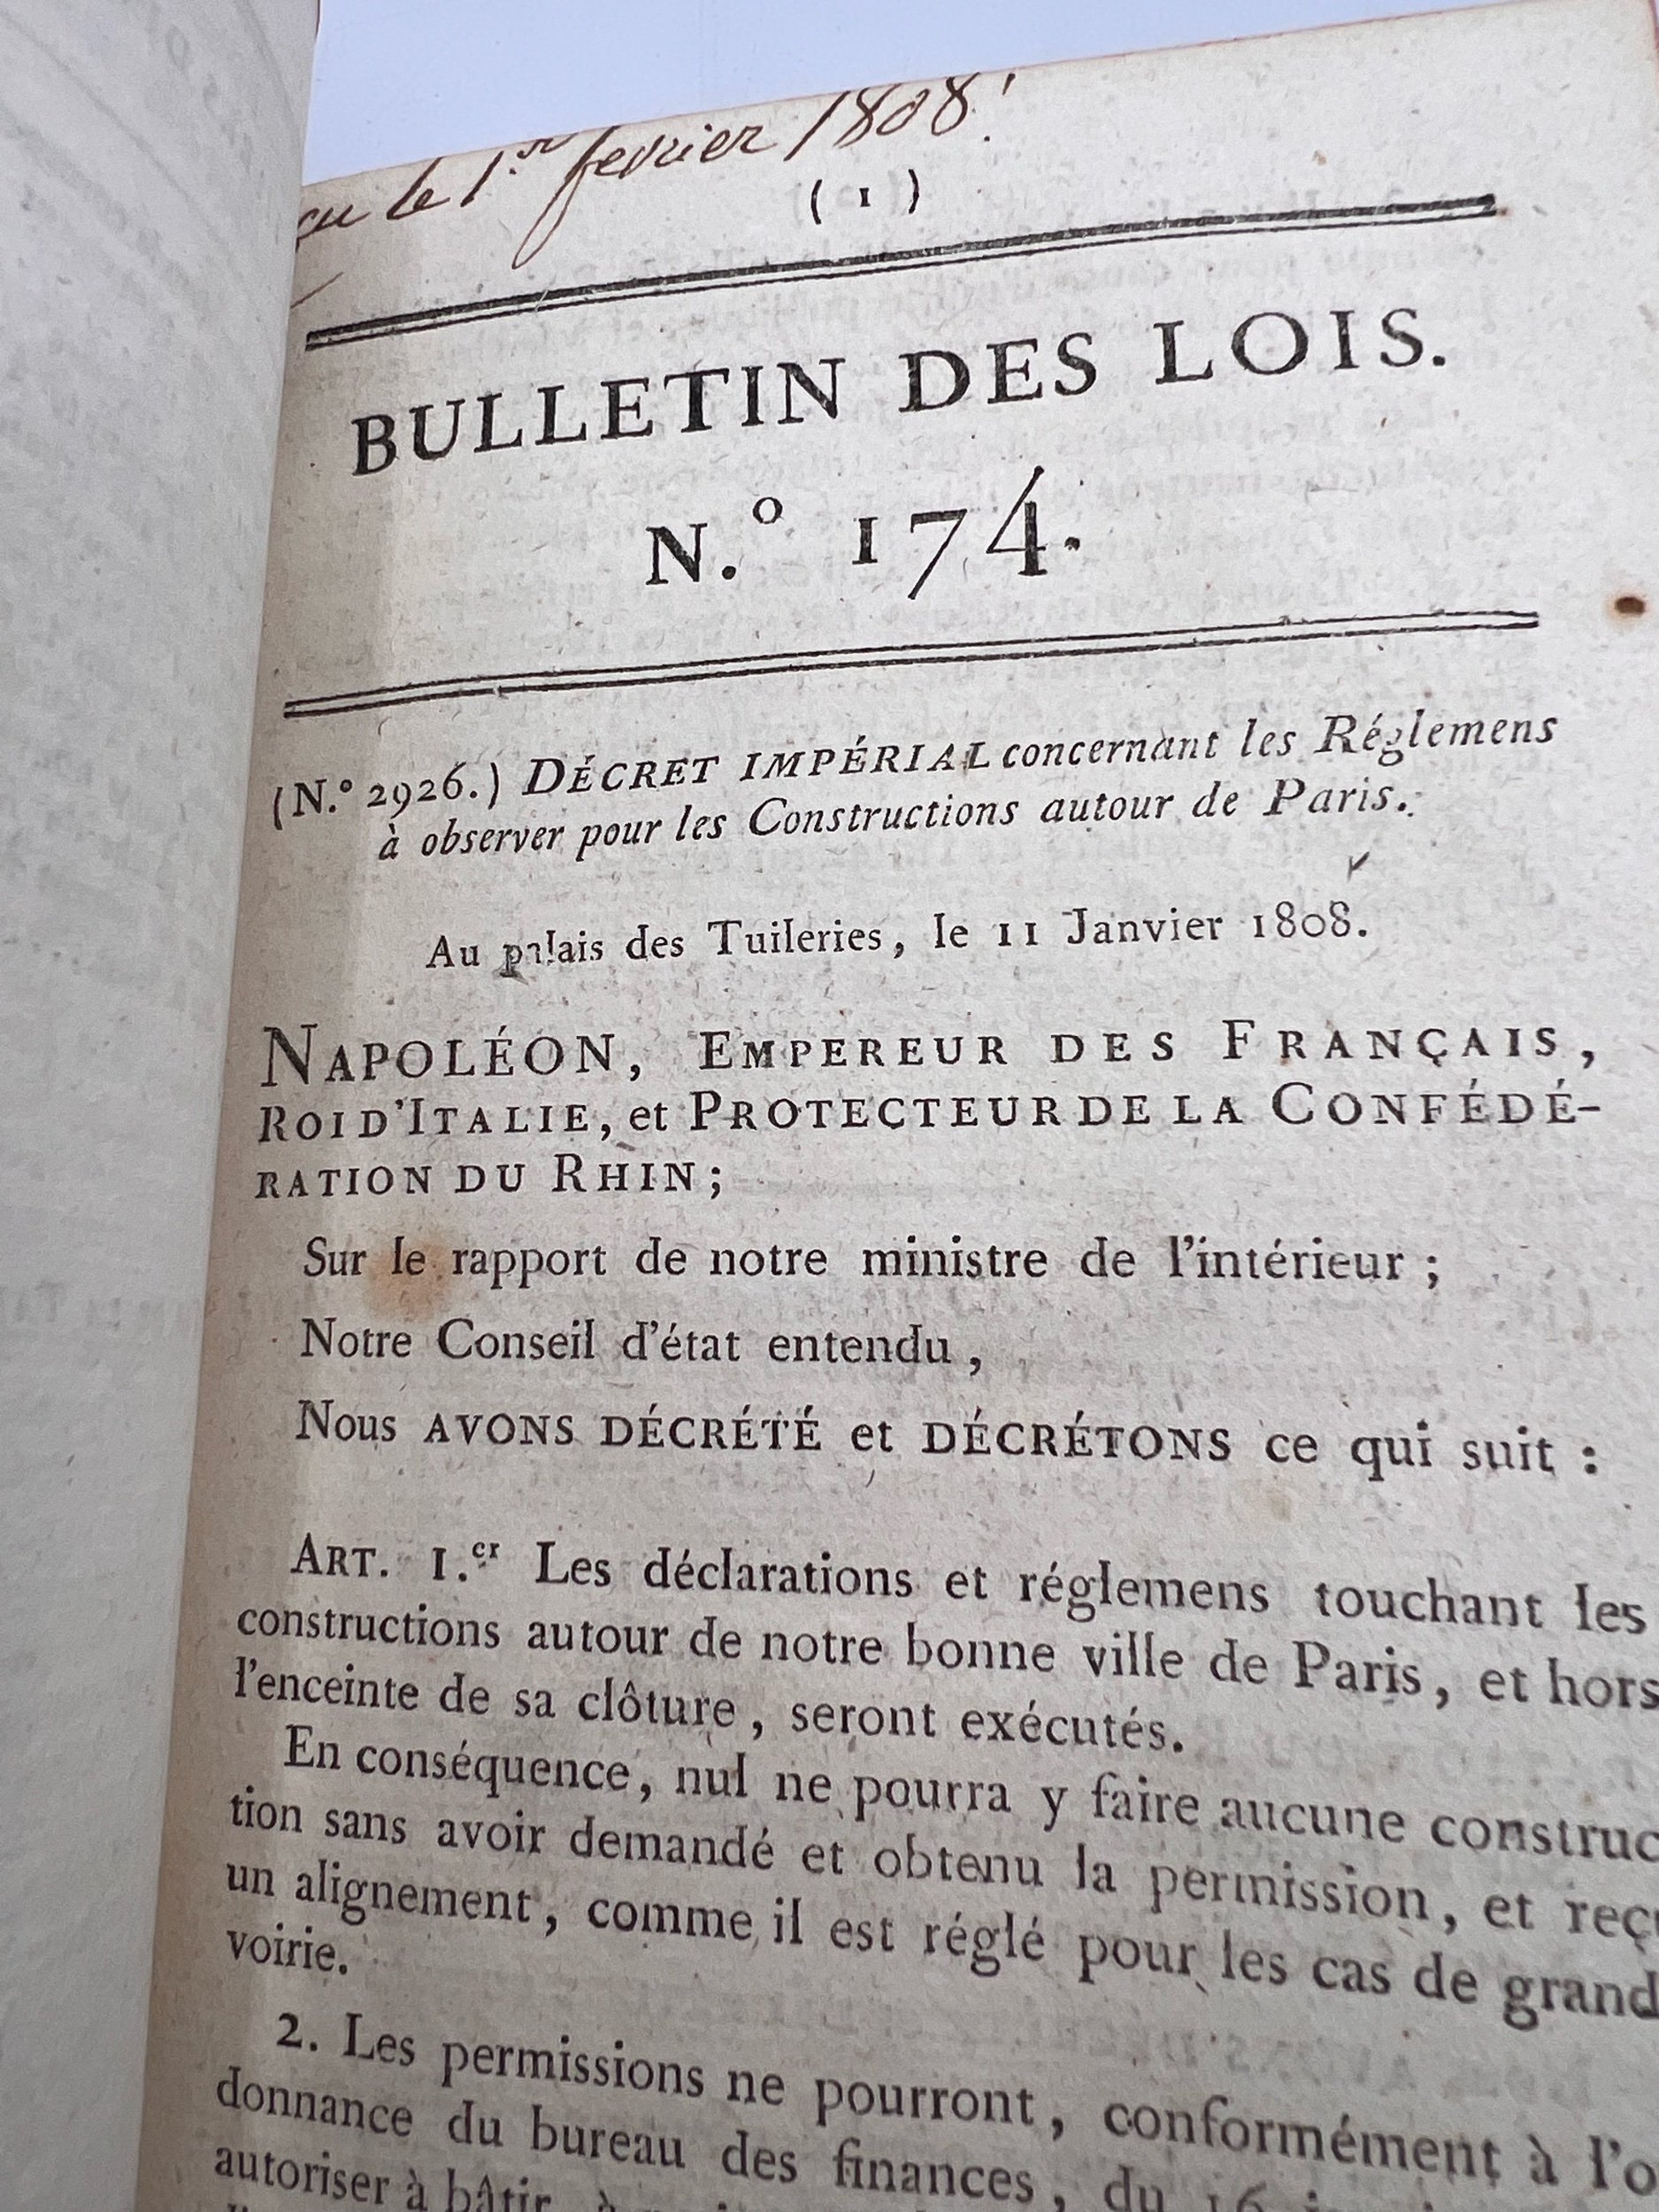 le 1.er fevrier 1808.
( 1 )
BULLETIN DES LOIS.
N.° 174.
(N.° 2926.) DÉCRET IMPÉRIAL concernant les Réglemens
à observer pour les Constructions autour de Paris.
Au palais des Tuileries, le 11 Janvier 1808.
NAPOLÉON, EMPEREUR DES FRANÇAIS,
ROI D'ITALIE, et PROTECTEUR DE LA CONFÉDÉ-
RATION DU RHIN;
Sur le rapport de notre ministre de l'intérieur ;
Notre Conseil d'état entendu ,
Nous AVONS DÉCRÉTÉ et DÉCRÉTONS ce qui suit :
ART. 1.er Les déclarations et réglemens touchant les
constructions autour de notre bonne ville de Paris, et hors
l'enceinte de sa clôture, seront exécutés.
En conséquence, nul ne pourra y faire aucune construc
tion sans avoir demandé et obtenu la permission, et reç
un alignement, comme il est réglé pour les cas de grand
voirie.
2. Les permissions ne pourront, conformément à l'o
donnance du bureau des finances, du 16
autoriser à bâtir